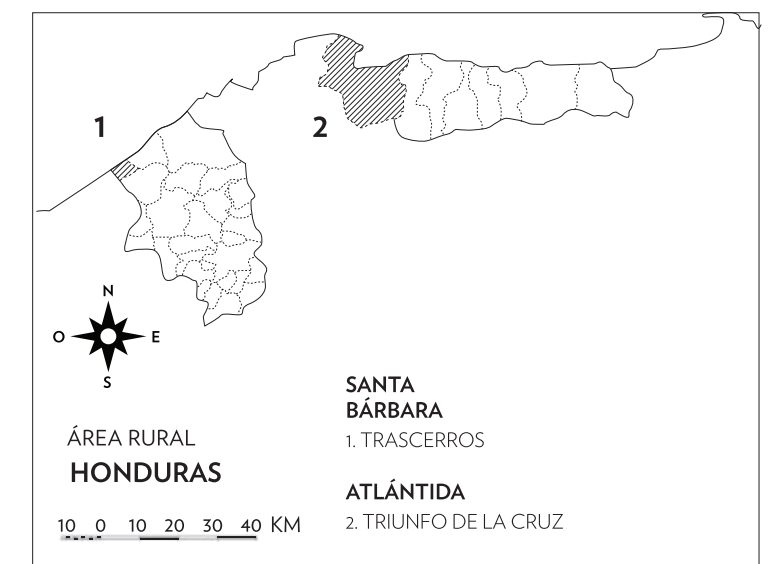 1
2
N
O E
S
ÁREA RURAL
HONDURAS
10 0 10 20 30 40 KM
SANTA
BÁRBARA
1. TRASCERROS
ATLÁNTIDA
2. TRIUNFO DE LA CRUZ